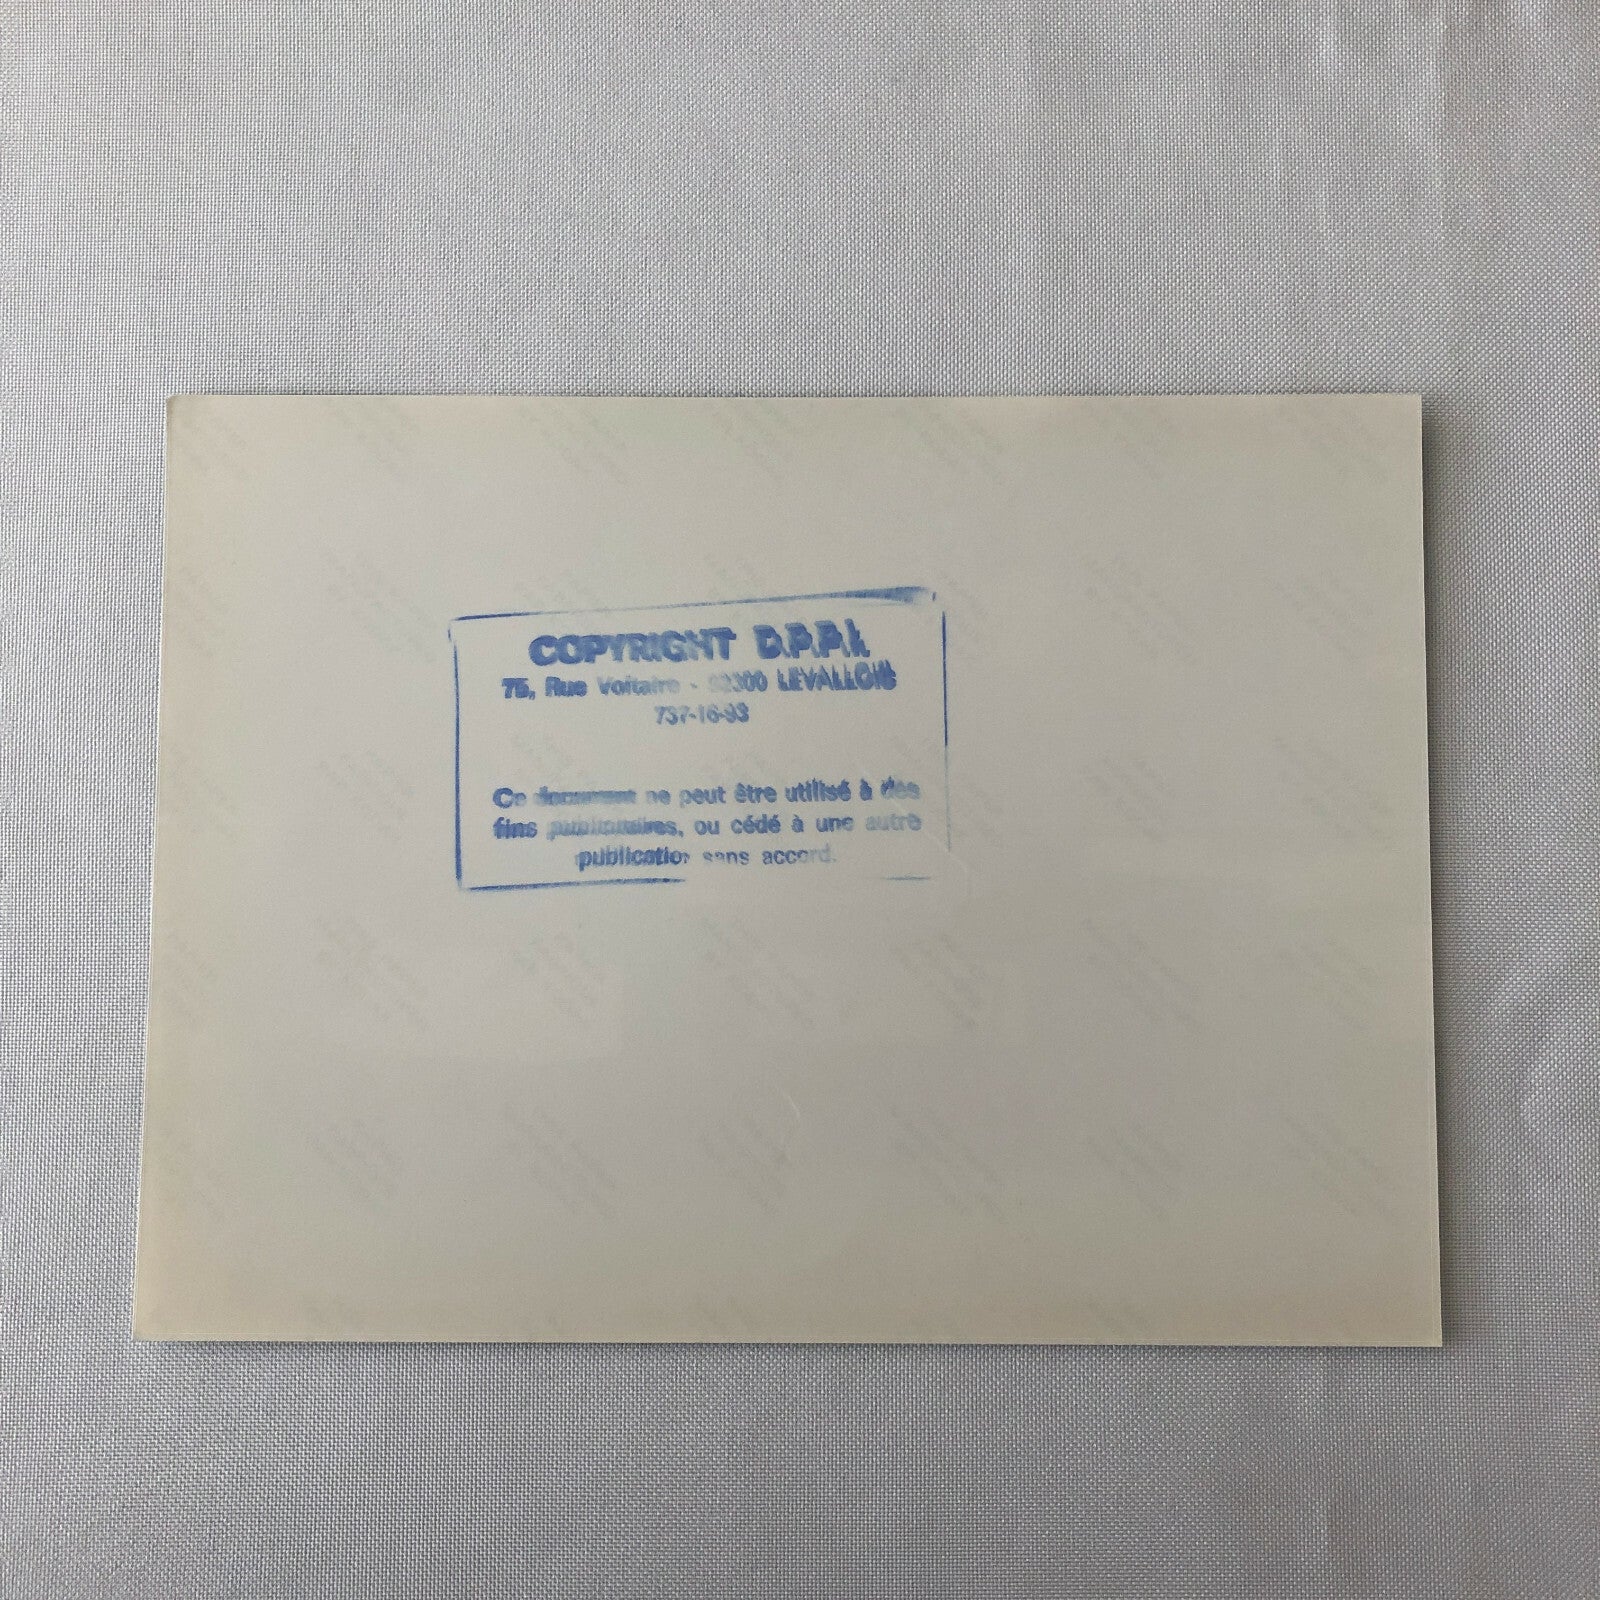 COPYRIGHT D.P.P.I.
75, Rue Voltaire - 92300 LEVALLOIS
737-16-93
Ce document ne peut être utilisé à des
fins publicitaires, ou cédé à une autre
publication sans accord.